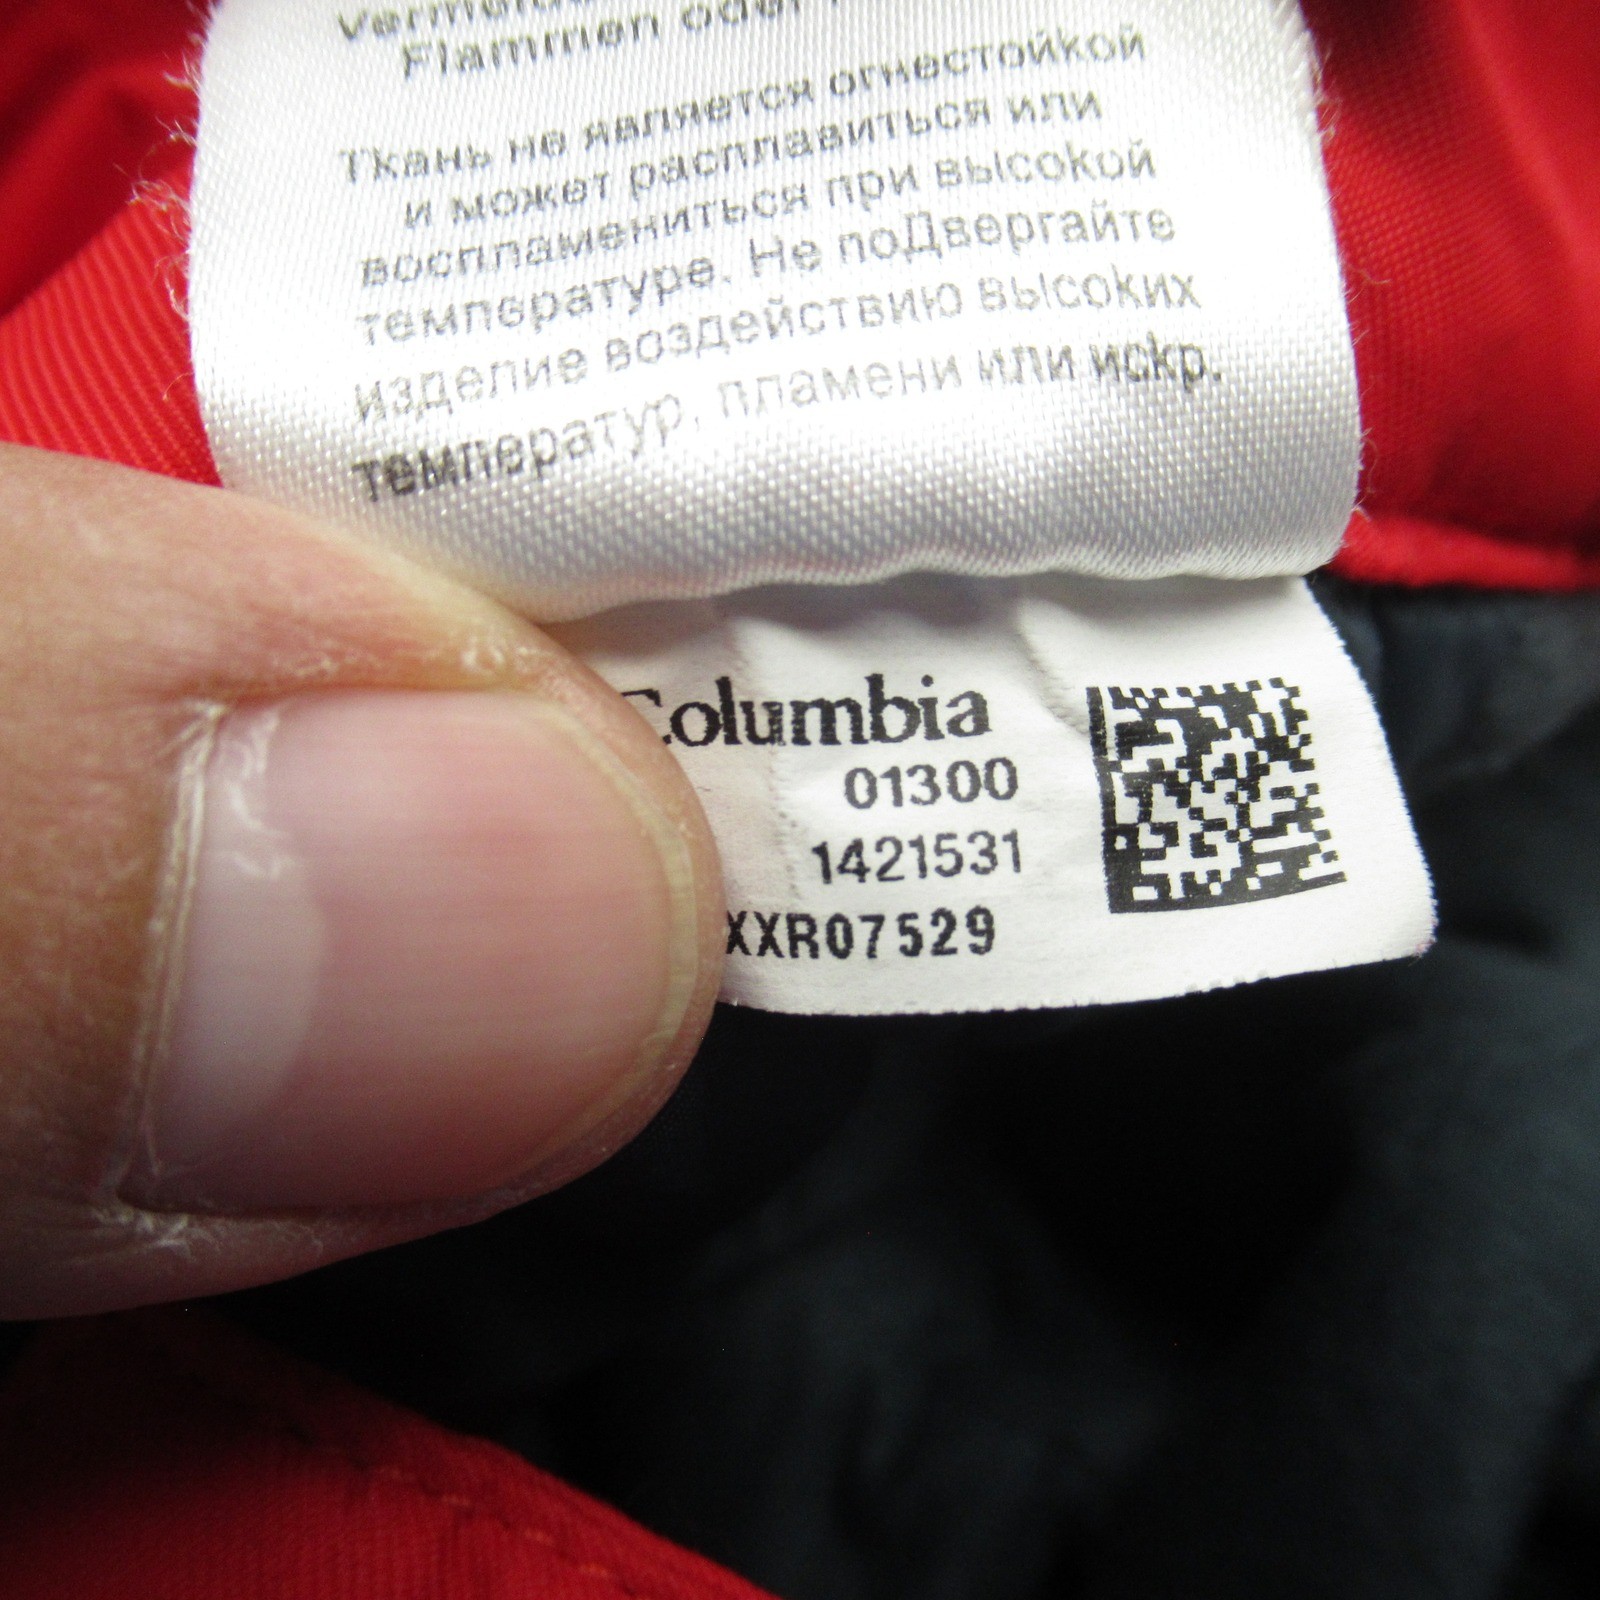 Flammen oder
Ткань не является огнестойкой
и может расплавиться или
воспламениться при высокой
температуре. Не поДвергайте
изделие воздействию высоких
температур, пламени или искр.
Columbia
01300
1421531
XXR07529